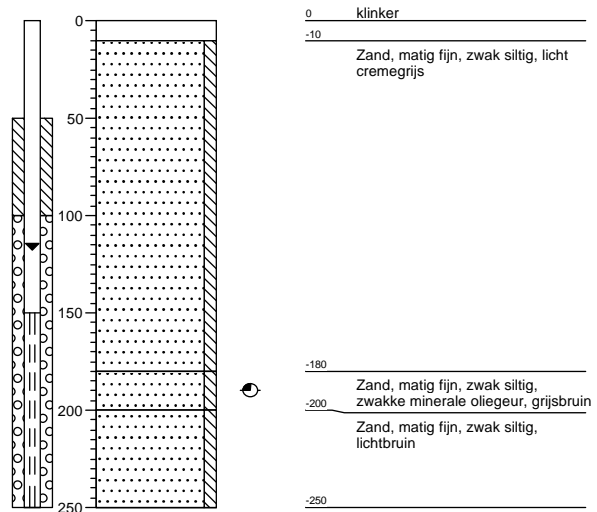 0
50
100
150
200
250
0 klinker
-10
Zand, matig fijn, zwak siltig, licht
cremegrijs
-180
Zand, matig fijn, zwak siltig,
zwakke minerale oliegeur, grijsbruin
-200
Zand, matig fijn, zwak siltig,
lichtbruin
-250